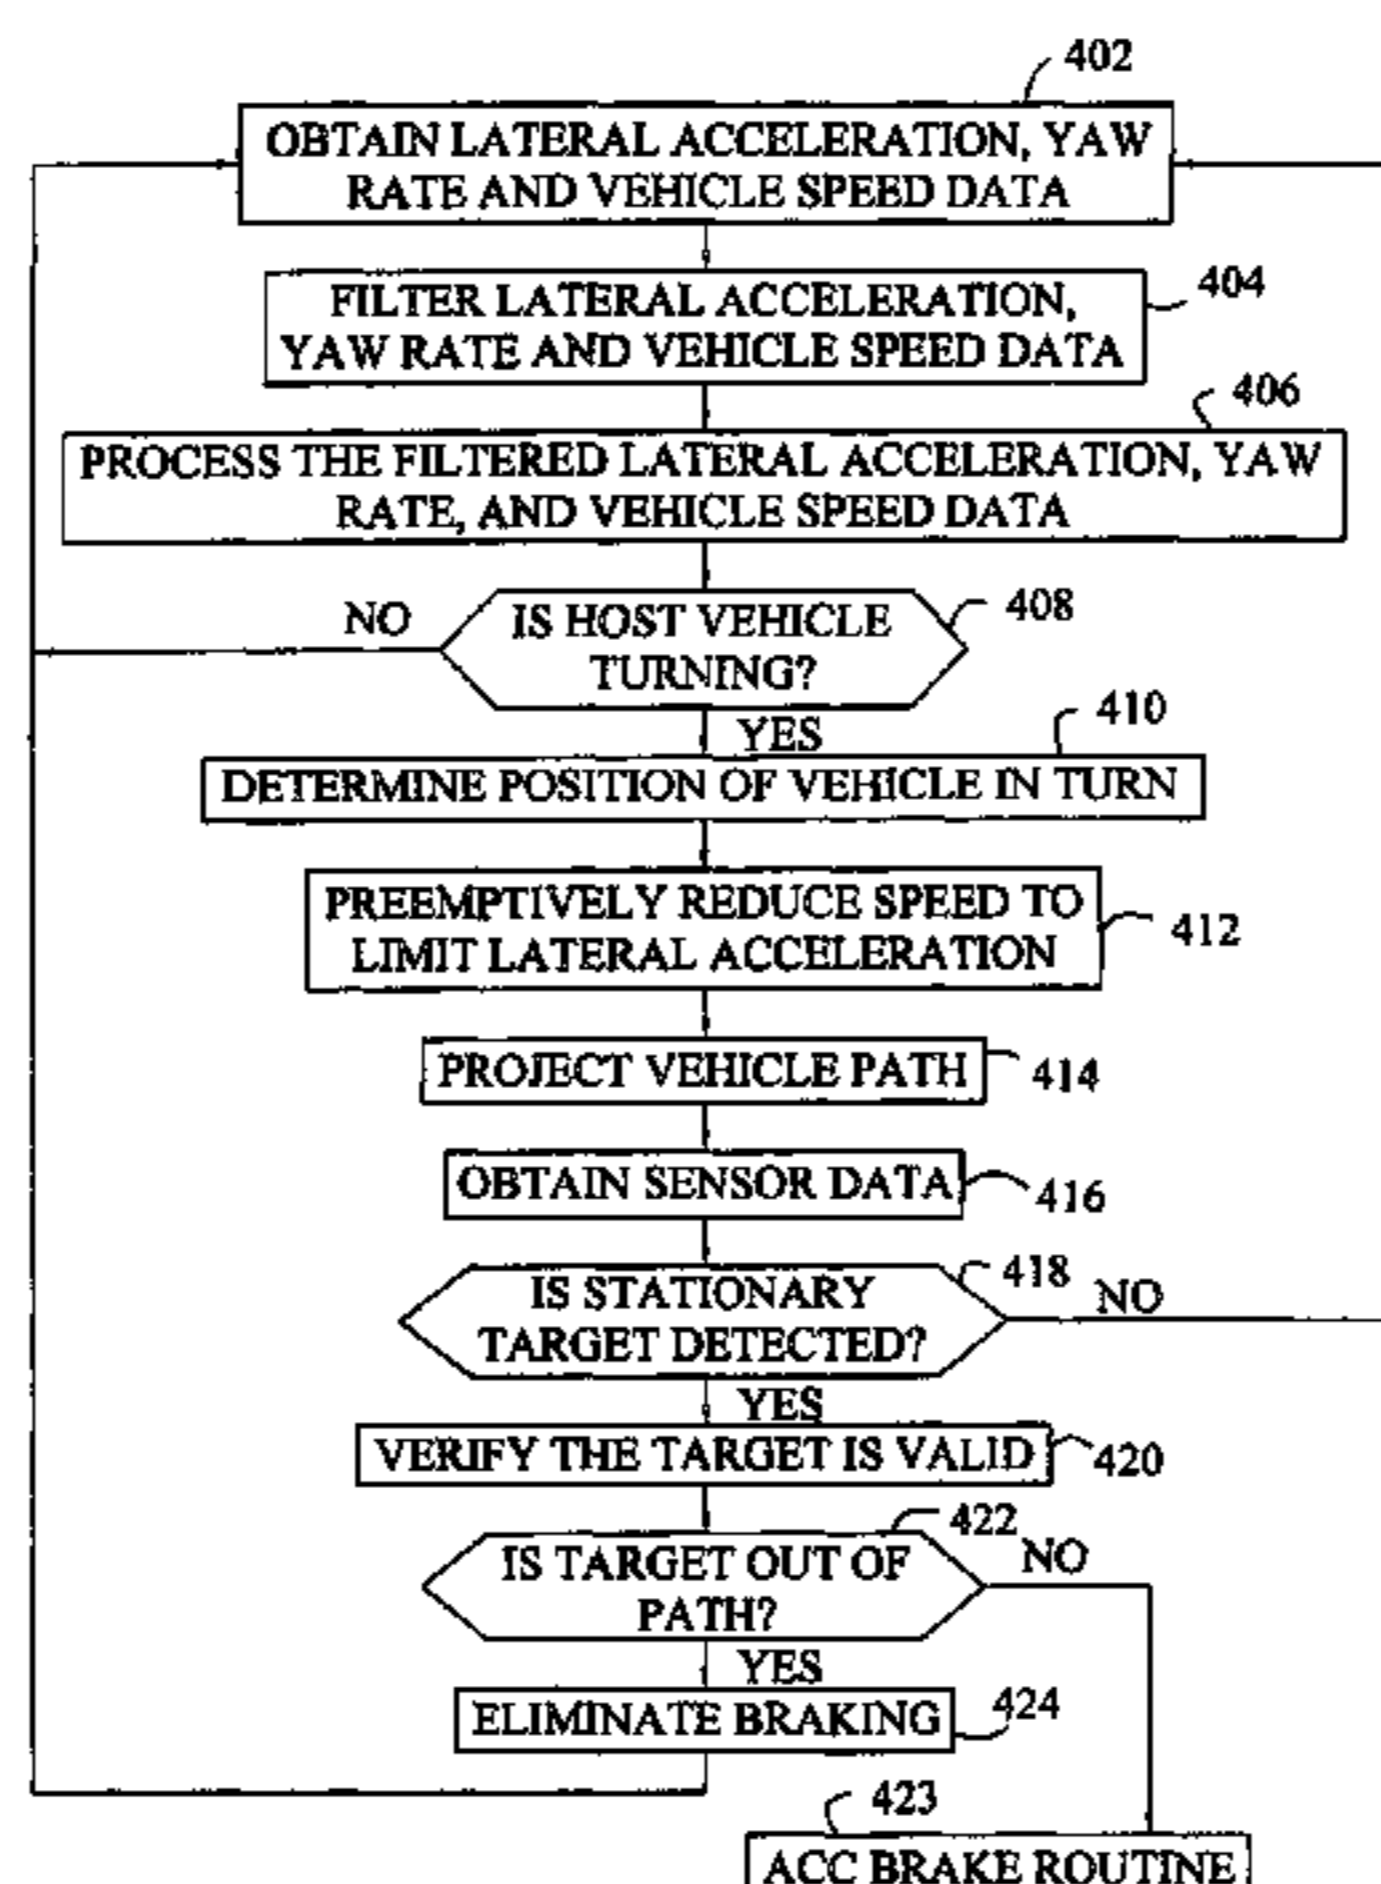 402
OBTAIN LATERAL ACCELERATION, YAW
RATE AND VEHICLE SPEED DATA
404
FILTER LATERAL ACCELERATION,
YAW RATE AND VEHICLE SPEED DATA
406
PROCESS THE FILTERED LATERAL ACCELERATION, YAW
RATE, AND VEHICLE SPEED DATA
408
NO
IS HOST VEHICLE
TURNING?
YES
410
DETERMINE POSITION OF VEHICLE IN TURN
PREEMPTIVELY REDUCE SPEED TO
LIMIT LATERAL ACCELERATION
412
PROJECT VEHICLE PATH
414
OBTAIN SENSOR DATA
416
418
NO
IS STATIONARY
TARGET DETECTED?
YES
VERIFY THE TARGET IS VALID
420
422
NO
IS TARGET OUT OF
PATH?
YES
ELIMINATE BRAKING
424
423
ACC BRAKE ROUTINE